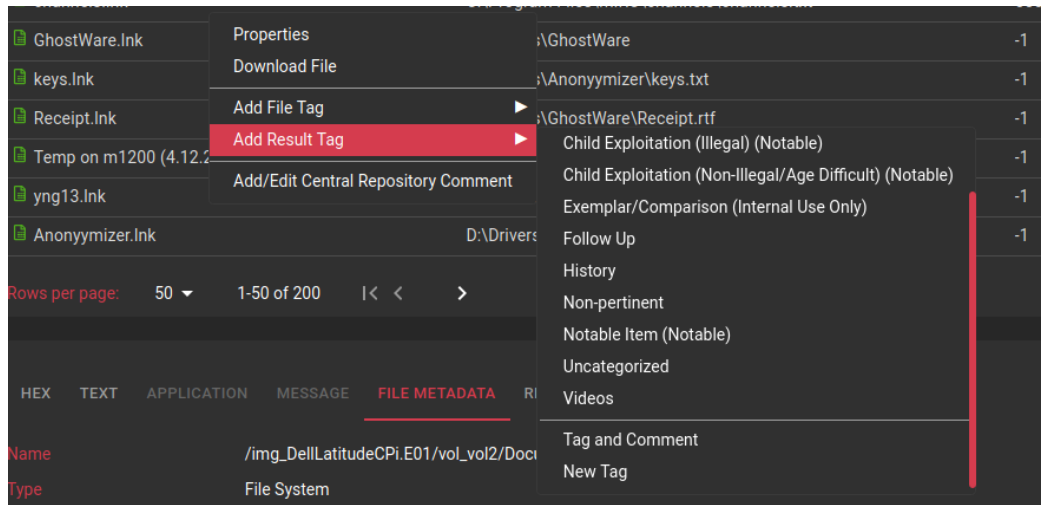 GhostWare.lnk
Properties
s\GhostWare
-1
Download File
keys.lnk
s\Anonyymizer\keys.txt
-1
Add File Tag
Receipt.lnk
s\GhostWare\Receipt.rtf
-1
Add Result Tag
Child Exploitation (Illegal) (Notable)
Temp on m1200 (4.12.2
-1
Child Exploitation (Non-Illegal/Age Difficult) (Notable)
Add/Edit Central Repository Comment
yng13.lnk
-1
Exemplar/Comparison (Internal Use Only)
Anonyymizer.lnk
D:\Drivers
Follow Up
-1
History
Rows per page:
50
1-50 of 200
Non-pertinent
Notable Item (Notable)
Uncategorized
HEX
TEXT
APPLICATION
MESSAGE
FILE METADATA
R
Videos
Tag and Comment
Name
/img_DellLatitudeCPi.E01/vol_vol2/Docu
New Tag
Type
File System